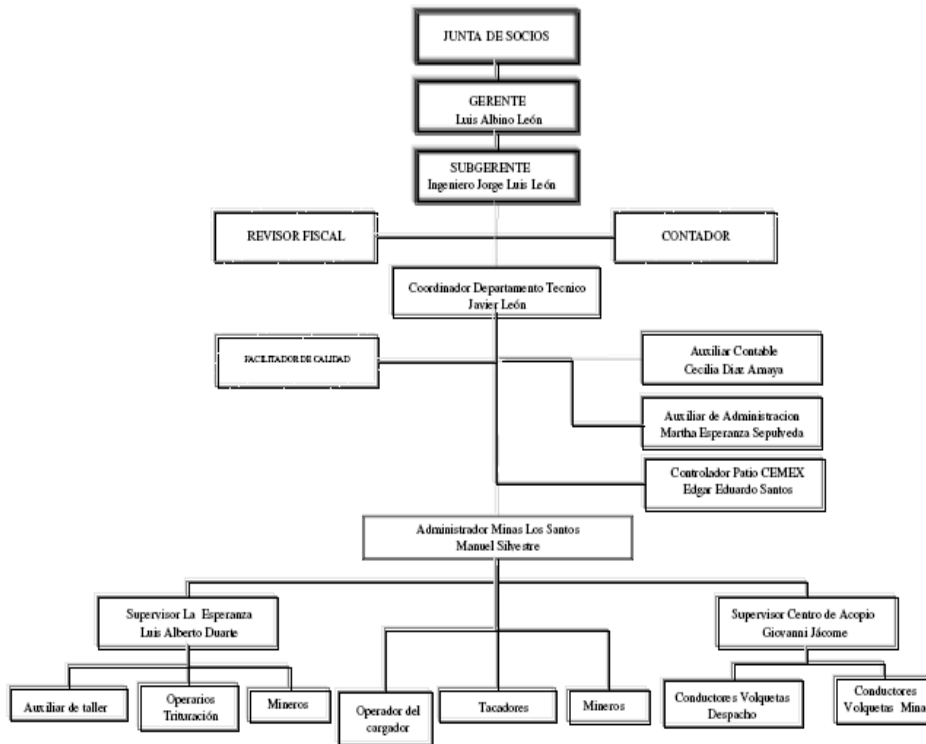 JUNTA DE SOCIOS
GERENTE
Luis Albino León
SUBGERENTE
Ingeniero Jorge Luis León
REVISOR FISCAL
CONTADOR
Coordinador Departamento Tecnico
Javier León
FACILITADOR DE CALIDAD
Auxiliar Contable
Cecilia Diaz Amaya
Auxiliar de Administracion
Martha Esperanza Sepulveda
Controlador Patio CEMEX
Edgar Eduardo Santos
Administrador Minas Los Santos
Manuel Silvestre
Supervisor La Esperanza
Luis Alberto Duarte
Supervisor Centro de Acopio
Giovanni Jácome
Auxiliar de taller
Operarios
Trituración
Mineros
Operador del
cargador
Tacadores
Mineros
Conductores Volquetas
Despacho
Conductores
Volquetas Mina